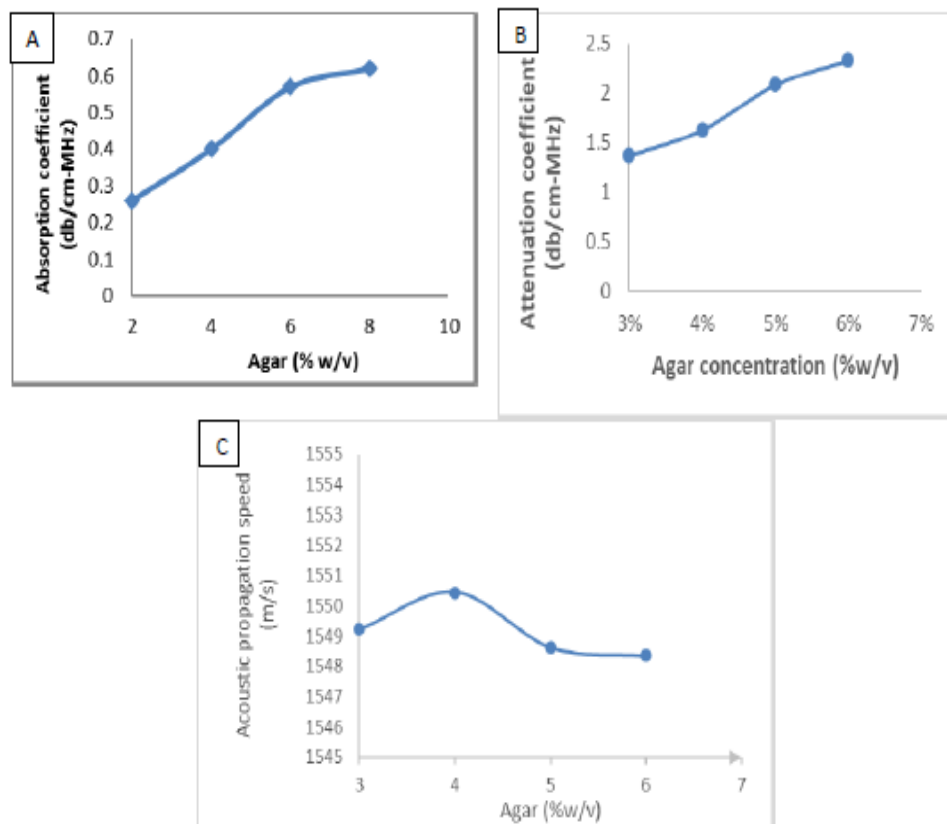 A
Absorption coefficient
(db/cm-MHz)
0.7
0.6
0.5
0.4
0.3
0.2
0.1
0
2 4 6 8 10
Agar (% w/v)
B
Attenuation coefficient
(db/cm-MHz)
2.5
2
1.5
1
0.5
0
3% 4% 5% 6% 7%
Agar concentration (%w/v)
C
Acoustic propagation speed
(m/s)
1555
1554
1553
1552
1551
1550
1549
1548
1547
1546
1545
3 4 5 6 7
Agar (%w/v)